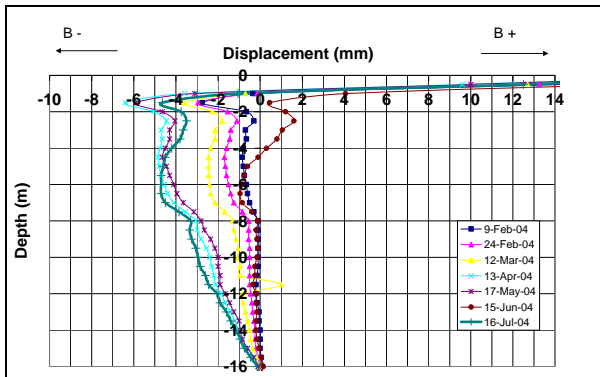 B - B +
Displacement (mm)
-10 -8 -6 -4 -2 0 2 4 6 8 10 12 14
0
-2
-4
-6
-8
-10
-12
-14
-16
Depth (m)
9-Feb-04
24-Feb-04
12-Mar-04
13-Apr-04
17-May-04
15-Jun-04
16-Jul-04